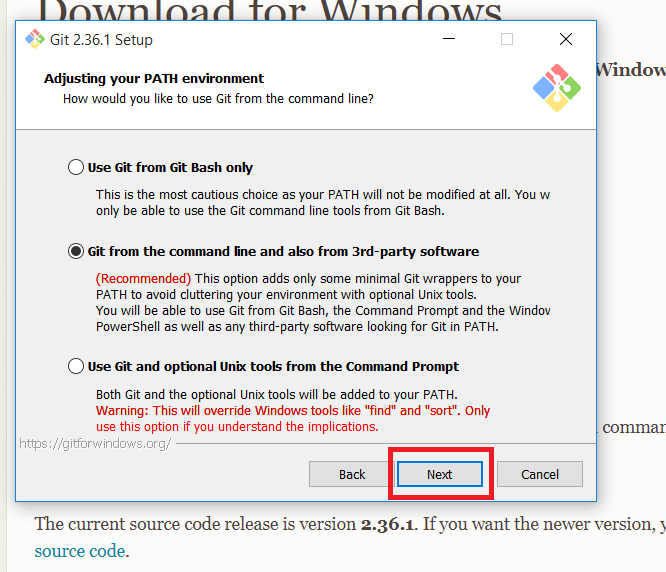 Download for Windows
Git 2.36.1 Setup
Window
Adjusting your PATH environment
How would you like to use Git from the command line?
Use Git from Git Bash only
This is the most cautious choice as your PATH will not be modified at all. You w
only be able to use the Git command line tools from Git Bash.
Git from the command line and also from 3rd-party software
(Recommended) This option adds only some minimal Git wrappers to your
PATH to avoid cluttering your environment with optional Unix tools.
You will be able to use Git from Git Bash, the Command Prompt and the Window
PowerShell as well as any third-party software looking for Git in PATH.
Use Git and optional Unix tools from the Command Prompt
Both Git and the optional Unix tools will be added to your PATH.
Warning: This will override Windows tools like "find" and "sort". Only
use this option if you understand the implications.
comman
https://gitforwindows.org/
Back Next Cancel
The current source code release is version 2.36.1. If you want the newer version, y
source code.